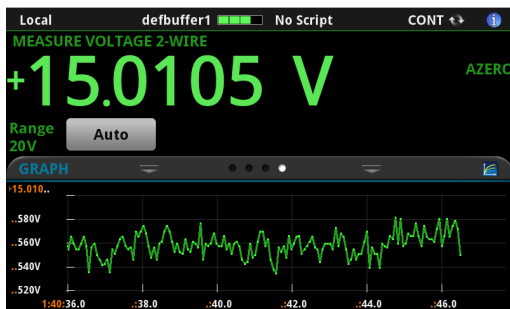 Local defbuffer1 No Script CONT i
MEASURE VOLTAGE 2-WIRE
+15.0105 V
AZERO
Range Auto
20V
GRAPH
15.010..
..580V
..560V
..540V
..520V
1:40:36.0 .:38.0 .:40.0 .:42.0 .:44.0 .:46.0